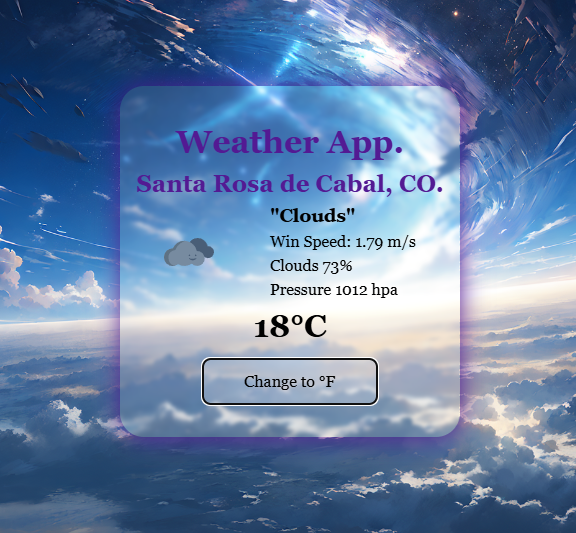 Weather App.
Santa Rosa de Cabal, CO.
"Clouds"
Win Speed: 1.79 m/s
Clouds 73%
Pressure 1012 hpa
18°C
Change to °F